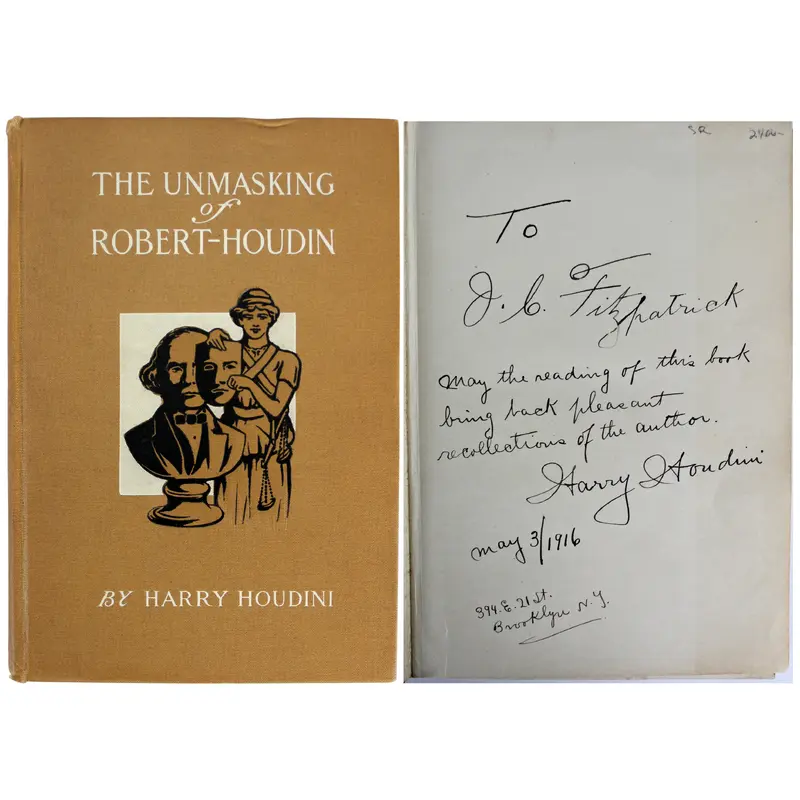 THE UNMASKING
of
ROBERT-HOUDIN
BY HARRY HOUDINI
SR
To
J. C. Fitzpatrick
May the reading of this book
bring back pleasant
recollections of the author.
Harry Houdini
May 3/1916
394. E. 21 St.
Brooklyn N. Y.